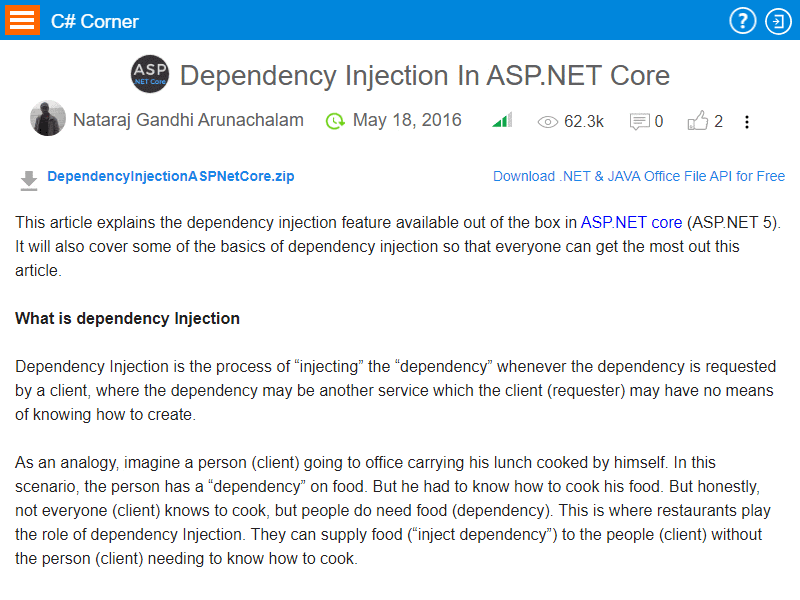 C# Corner
ASP
.NET Core
Dependency Injection In ASP.NET Core
Nataraj Gandhi Arunachalam May 18, 2016 62.3k 0 2
DependencyInjectionASPNetCore.zip Download .NET & JAVA Office File API for Free
This article explains the dependency injection feature available out of the box in ASP.NET core (ASP.NET 5).
It will also cover some of the basics of dependency injection so that everyone can get the most out this
article.
What is dependency Injection
Dependency Injection is the process of “injecting” the “dependency” whenever the dependency is requested
by a client, where the dependency may be another service which the client (requester) may have no means
of knowing how to create.
As an analogy, imagine a person (client) going to office carrying his lunch cooked by himself. In this
scenario, the person has a “dependency” on food. But he had to know how to cook his food. But honestly,
not everyone (client) knows to cook, but people do need food (dependency). This is where restaurants play
the role of dependency Injection. They can supply food (“inject dependency”) to the people (client) without
the person (client) needing to know how to cook.